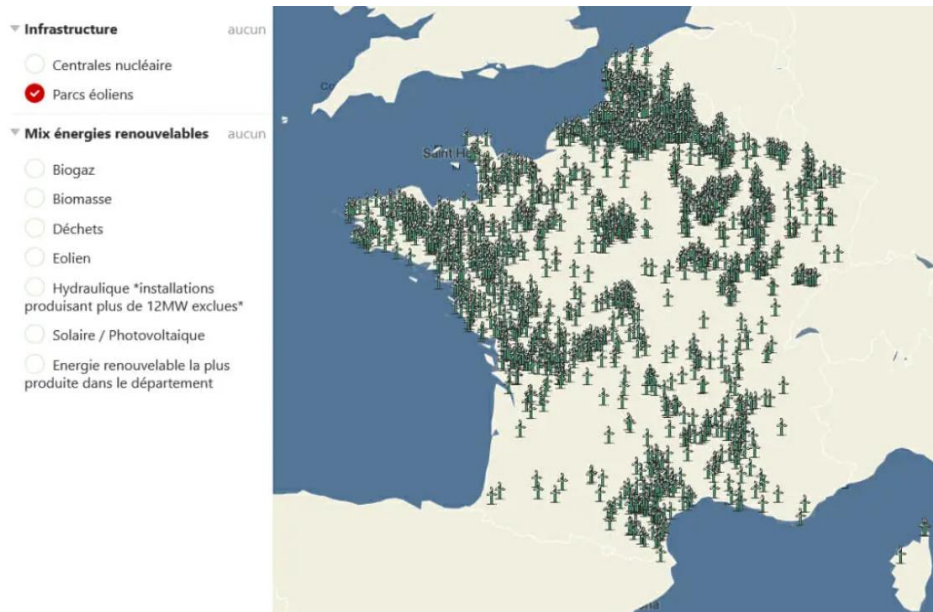 Infrastructure aucun
Centrales nucléaire
Parcs éoliens
Mix énergies renouvelables aucun
Biogaz
Biomasse
Déchets
Eolien
Hydraulique *installations
produisant plus de 12MW exclues*
Solaire / Photovoltaique
Energie renouvelable la plus
produite dans le département
Saint